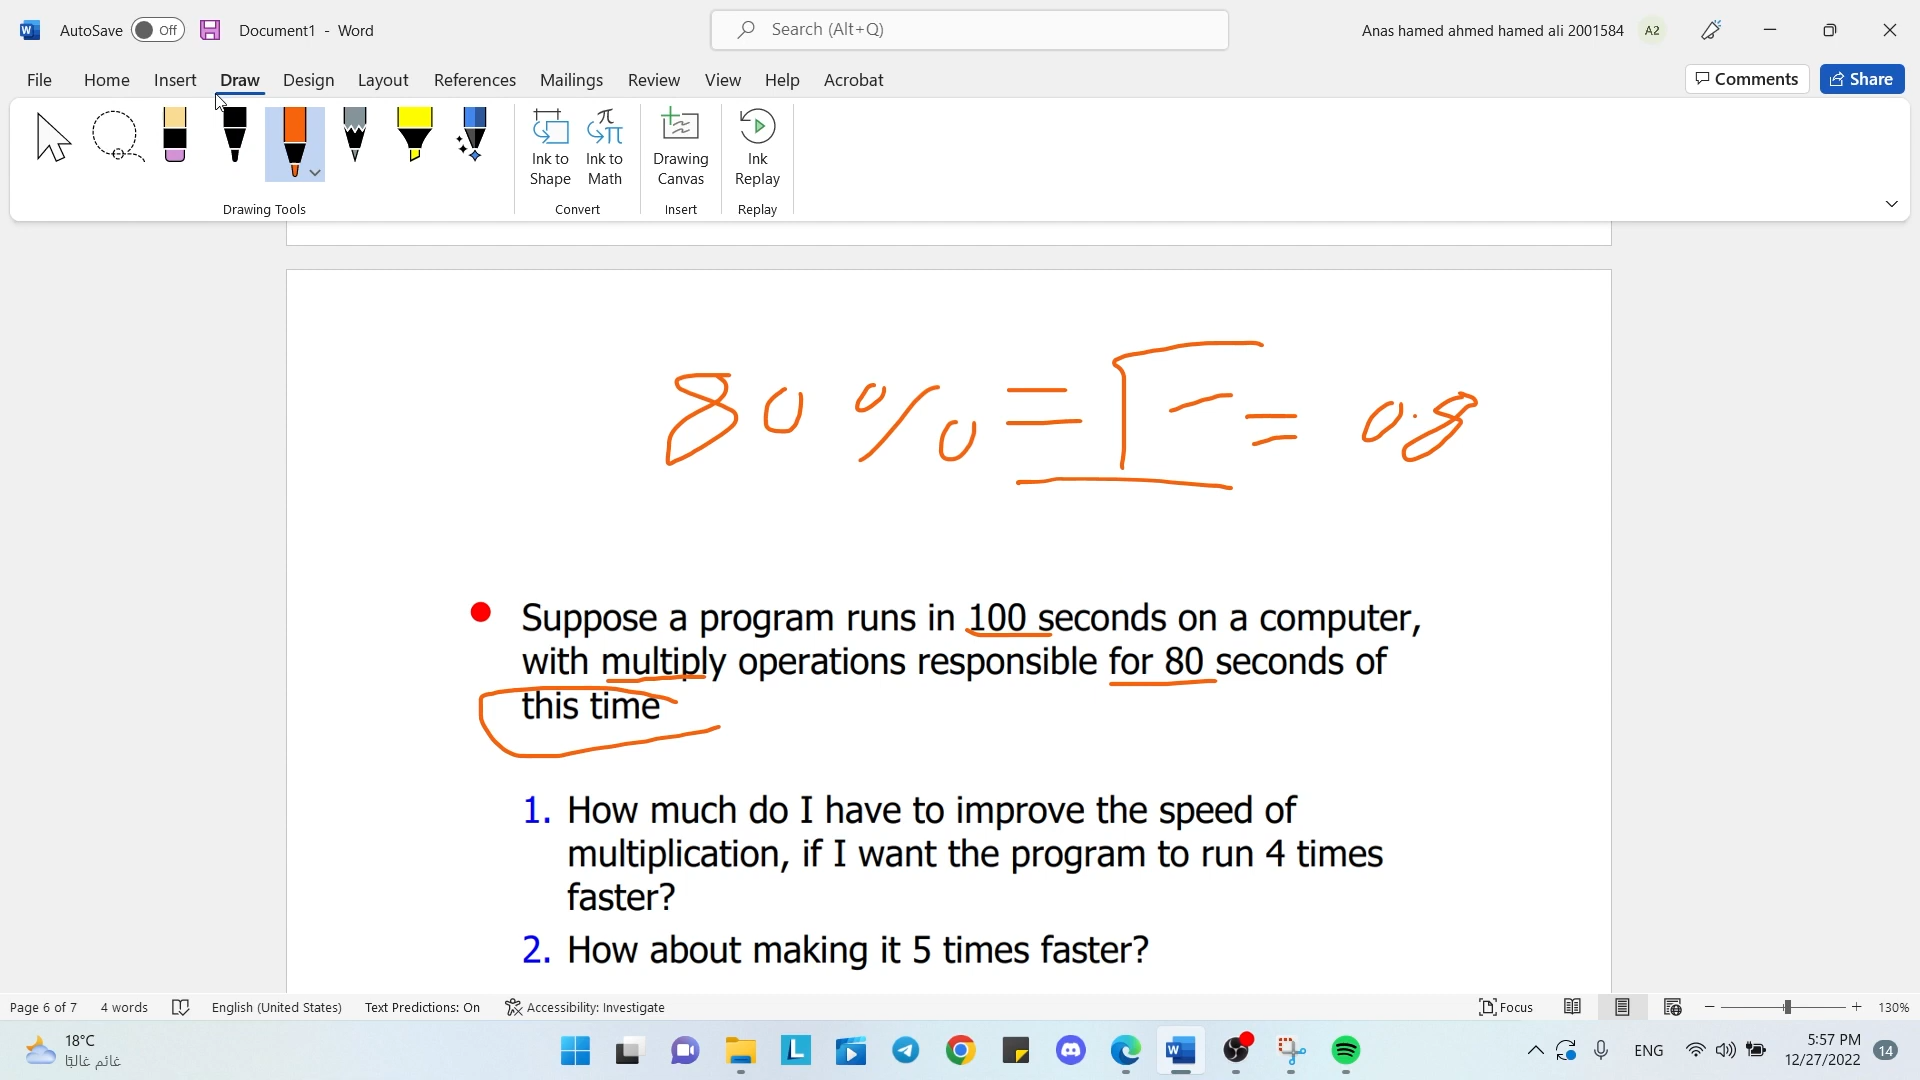 AutoSave Off Document1 - Word Search (Alt+Q) Anas hamed ahmed hamed ali 2001584 A2
File Home Insert Draw Design Layout References Mailings Review View Help Acrobat Comments Share
Ink to Shape
Ink to Math
Drawing Canvas
Ink Replay
Drawing Tools Convert Insert Replay
80 % = = 0.8
Suppose a program runs in 100 seconds on a computer,
with multiply operations responsible for 80 seconds of
this time
1. How much do I have to improve the speed of
multiplication, if I want the program to run 4 times
faster?
2. How about making it 5 times faster?
Page 6 of 7 4 words English (United States) Text Predictions: On Accessibility: Investigate Focus 130%
18°C
غائم غالبًا
ENG
5:57 PM
12/27/2022
14